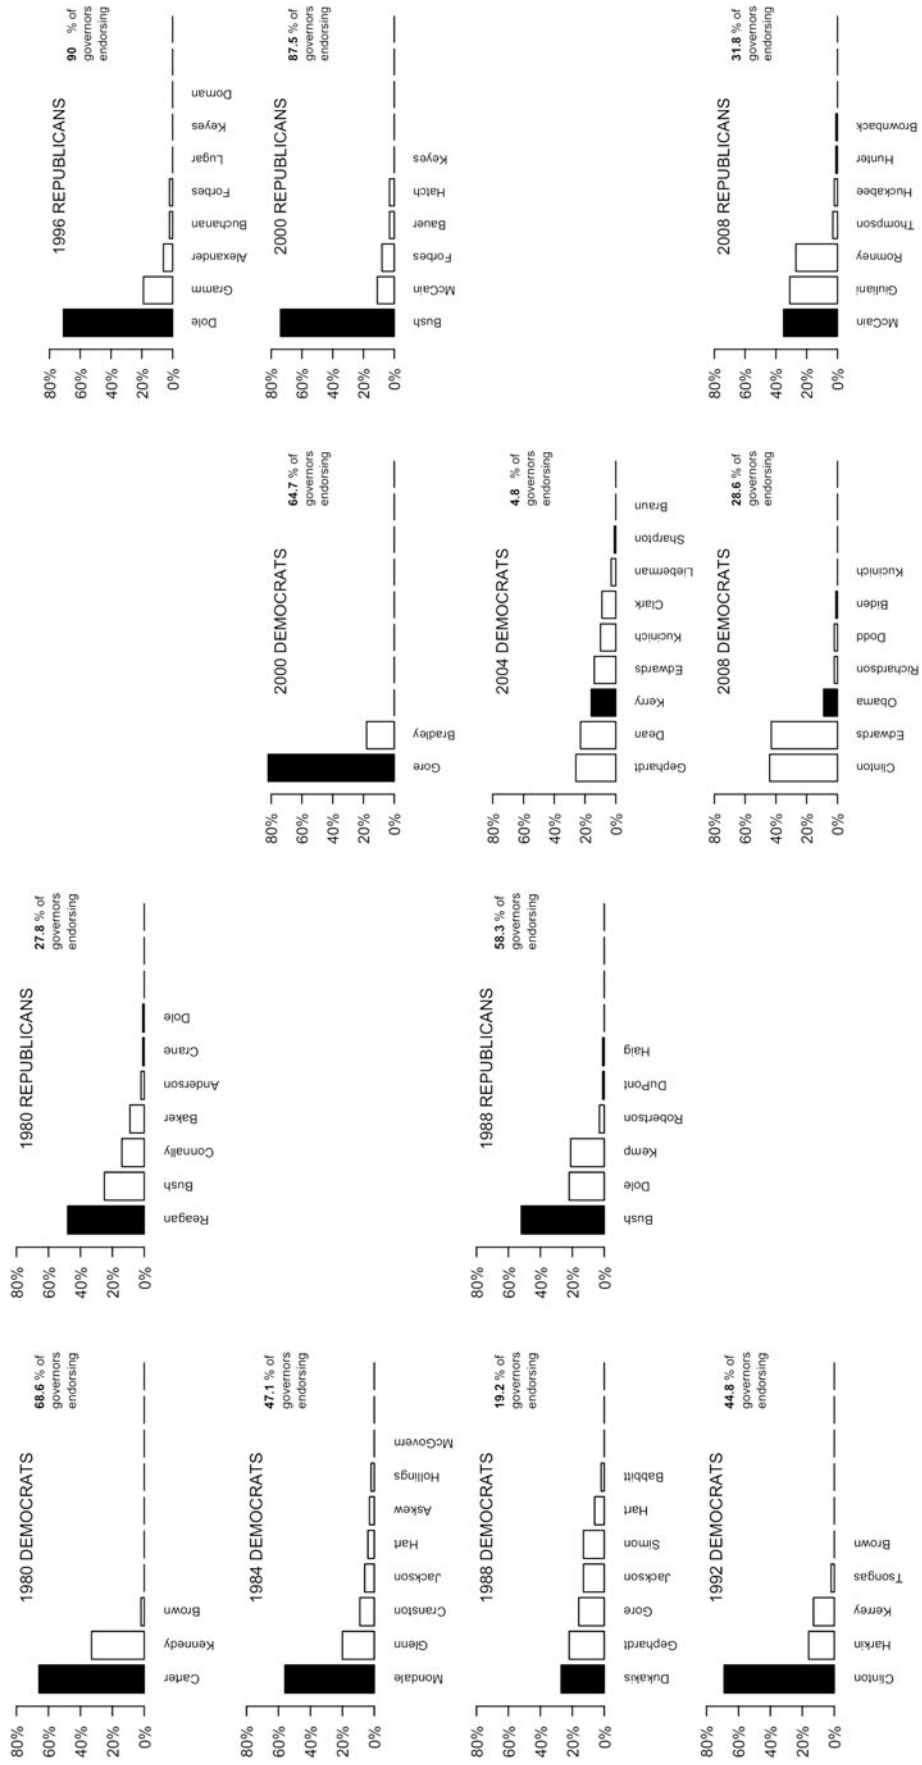 1980 DEMOCRATS
68.6 % of
governors
endorsing
80%
60%
40%
20%
0%
Carter
Kennedy
Brown
1980 REPUBLICANS
27.8 % of
governors
endorsing
80%
60%
40%
20%
0%
Reagan
Bush
Connally
Baker
Anderson
Crane
Dole
1996 REPUBLICANS
90 % of
governors
endorsing
80%
60%
40%
20%
0%
Dole
Gramm
Alexander
Buchanan
Forbes
Lugar
Keyes
Dornan
1984 DEMOCRATS
47.1 % of
governors
endorsing
80%
60%
40%
20%
0%
Mondale
Glenn
Cranston
Jackson
Hart
Askew
Hollings
McGovern
2000 DEMOCRATS
64.7 % of
governors
endorsing
80%
60%
40%
20%
0%
Gore
Bradley
2000 REPUBLICANS
87.5 % of
governors
endorsing
80%
60%
40%
20%
0%
Bush
McCain
Forbes
Bauer
Hatch
Keyes
1988 DEMOCRATS
19.2 % of
governors
endorsing
80%
60%
40%
20%
0%
Dukakis
Gephardt
Gore
Jackson
Simon
Hart
Babbitt
1988 REPUBLICANS
58.3 % of
governors
endorsing
80%
60%
40%
20%
0%
Bush
Dole
Kemp
Robertson
DuPont
Haig
2004 DEMOCRATS
4.8 % of
governors
endorsing
80%
60%
40%
20%
0%
Gephardt
Dean
Kerry
Edwards
Kucinich
Clark
Lieberman
Sharpton
Braun
1992 DEMOCRATS
44.8 % of
governors
endorsing
80%
60%
40%
20%
0%
Clinton
Harkin
Kerrey
Tsongas
Brown
2008 DEMOCRATS
28.6 % of
governors
endorsing
80%
60%
40%
20%
0%
Clinton
Edwards
Obama
Richardson
Dodd
Biden
Kucinich
2008 REPUBLICANS
31.8 % of
governors
endorsing
80%
60%
40%
20%
0%
McCain
Giuliani
Romney
Thompson
Huckabee
Hunter
Brownback